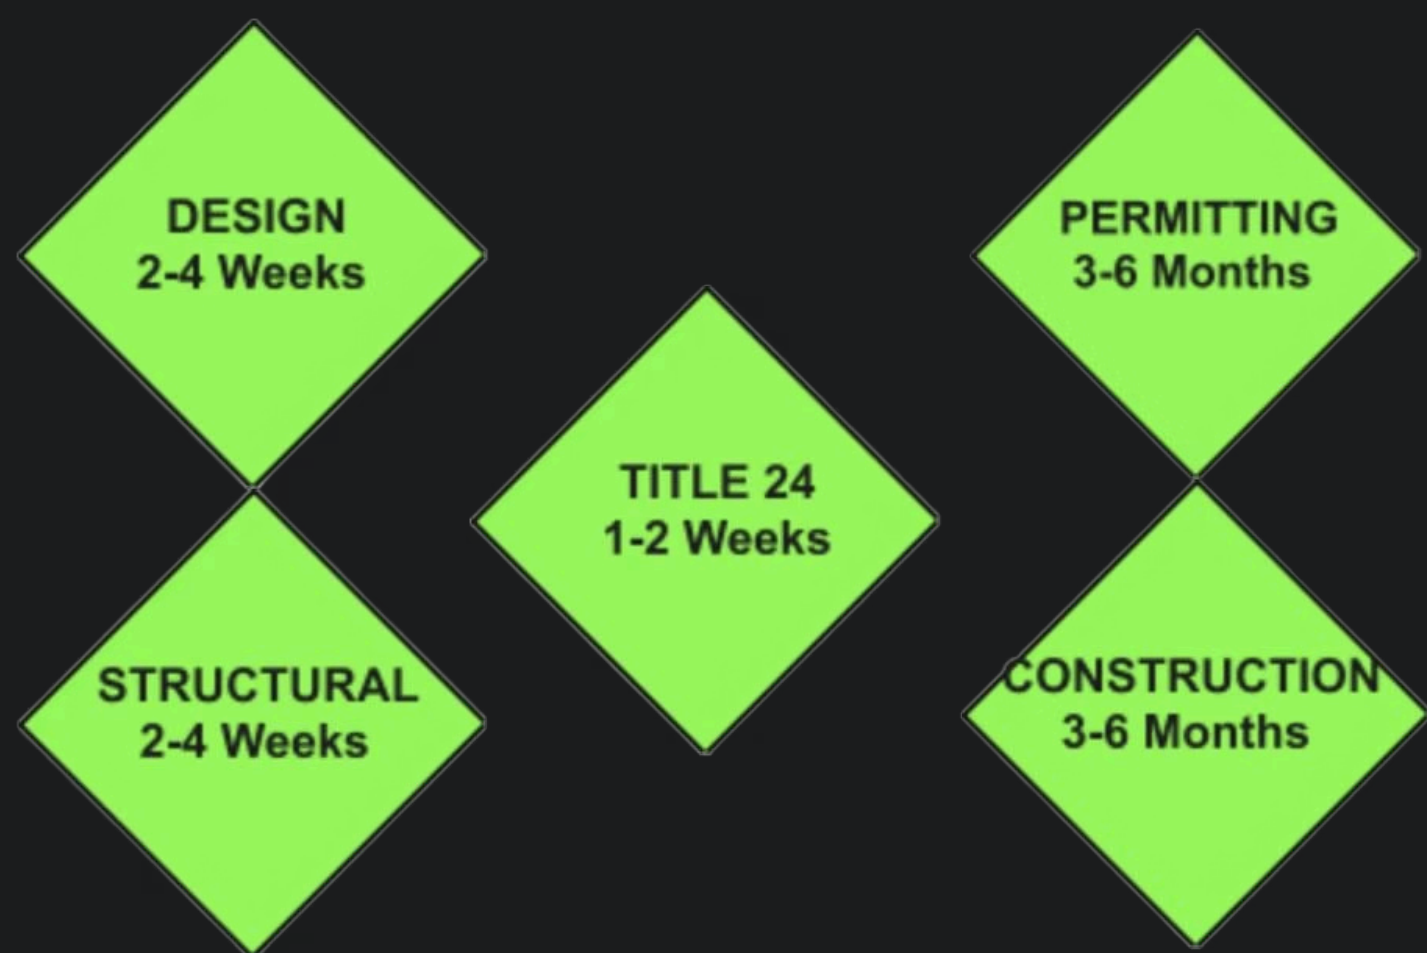 DESIGN
2-4 Weeks
STRUCTURAL
2-4 Weeks
TITLE 24
1-2 Weeks
PERMITTING
3-6 Months
CONSTRUCTION
3-6 Months